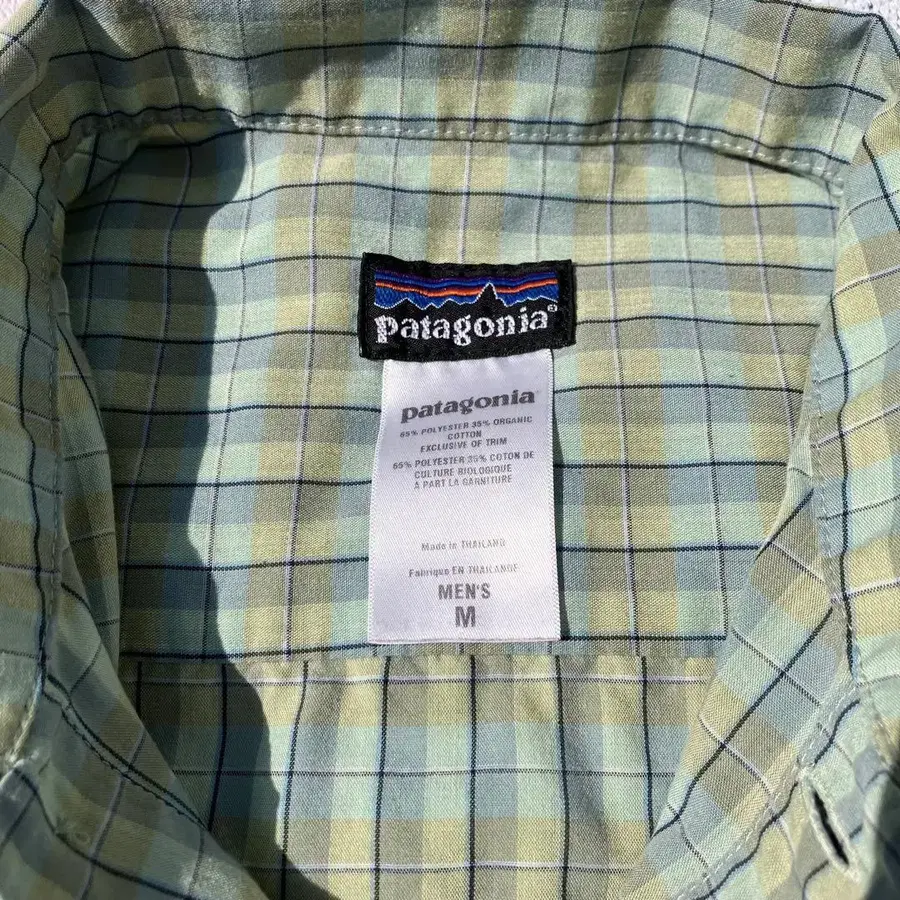 patagonia®
patagonia®
65% POLYESTER 35% ORGANIC
COTTON
EXCLUSIVE OF TRIM
65% POLYESTER 35% COTON DE
CULTURE BIOLOGIQUE
A PART LA GARNITURE
Made in THAILAND
Fabriqué EN THAILANDE
MEN'S
M